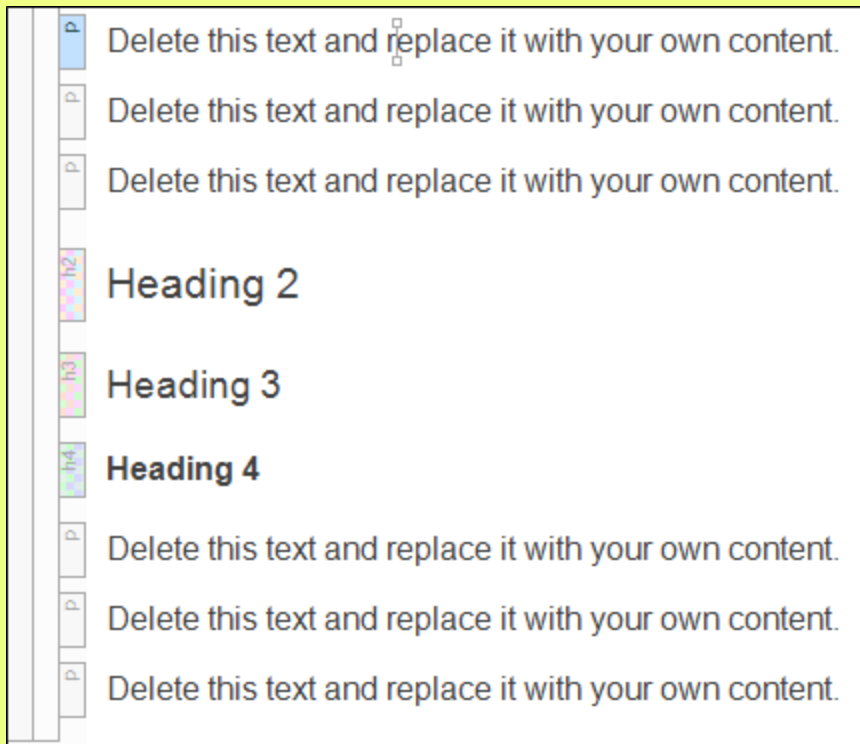 p Delete this text and replace it with your own content.
p Delete this text and replace it with your own content.
p Delete this text and replace it with your own content.
h2 Heading 2
h3 Heading 3
h4 Heading 4
p Delete this text and replace it with your own content.
p Delete this text and replace it with your own content.
p Delete this text and replace it with your own content.